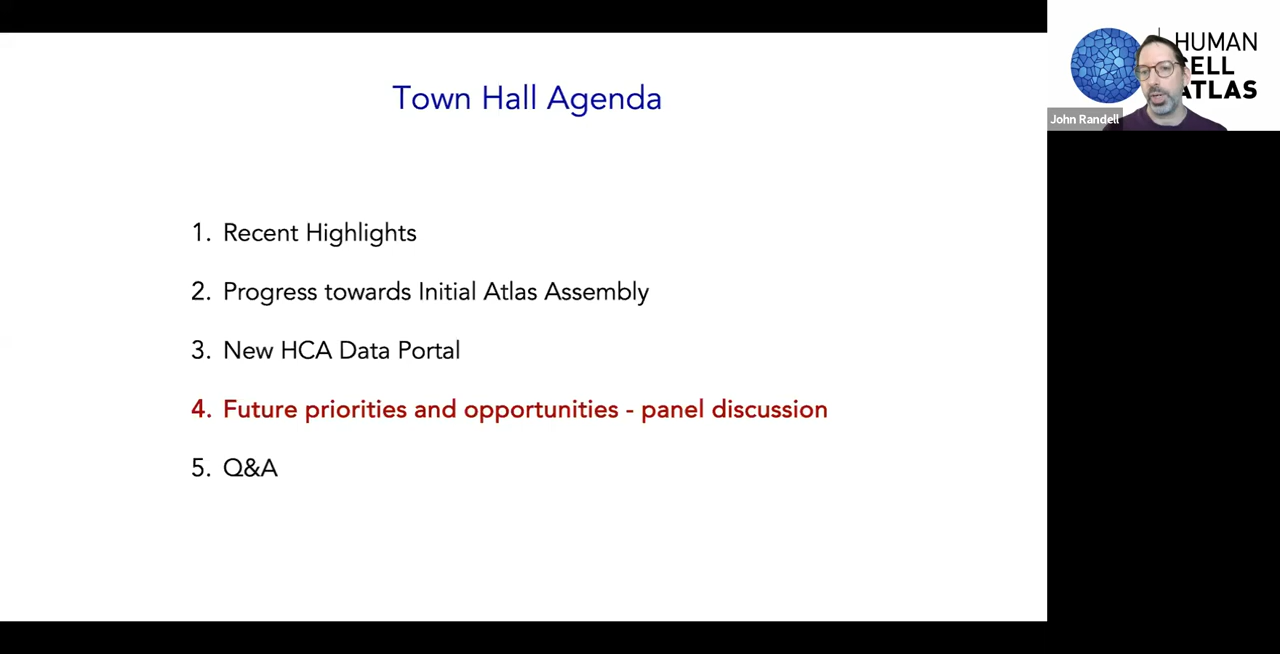 Town Hall Agenda
1. Recent Highlights
2. Progress towards Initial Atlas Assembly
3. New HCA Data Portal
4. Future priorities and opportunities - panel discussion
5. Q&A
HUMAN
CELL
ATLAS
John Randell